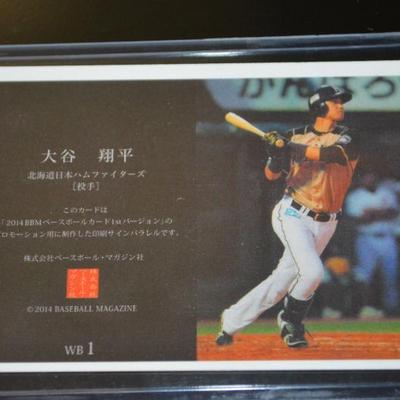 がんばろ
大谷 翔平
北海道日本ハムファイターズ
［投手］
このカードは
「2014 BBMベースボールカード1stバージョン」の
プロモーション用に制作した印刷サインパラレルです。
株式会社ベースボール・マガジン社
© 2014 BASEBALL MAGAZINE
WB 1